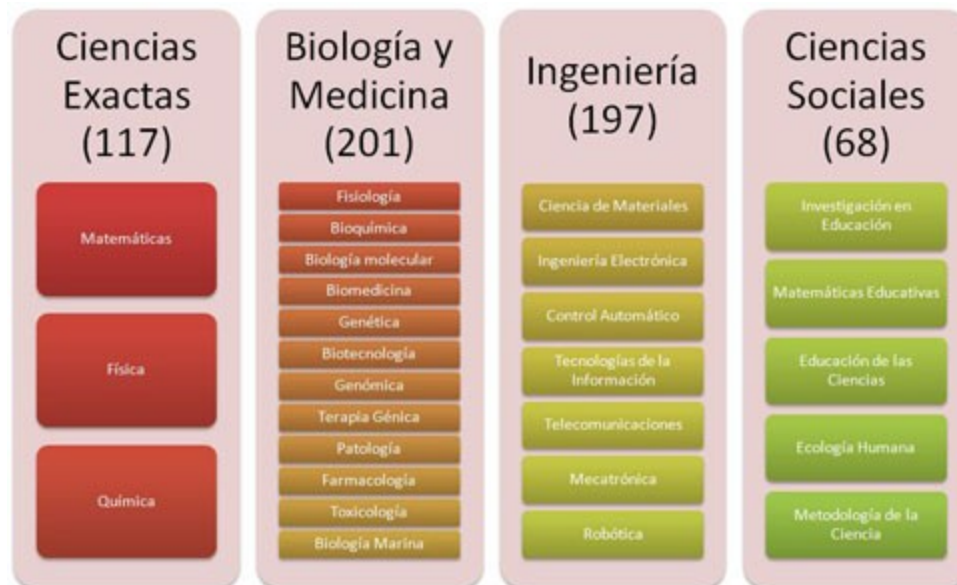 Ciencias
Exactas
(117)
Matemáticas
Física
Química
Biología y
Medicina
(201)
Fisiología
Bioquímica
Biología molecular
Biomedicina
Genética
Biotecnología
Genómica
Terapia Génica
Patología
Farmacología
Toxicología
Biología Marina
Ingeniería
(197)
Ciencia de Materiales
Ingeniería Electrónica
Control Automático
Tecnologías de la
Información
Telecomunicaciones
Mecatrónica
Robótica
Ciencias
Sociales
(68)
Investigación en
Educación
Matemáticas Educativas
Educación de las
Ciencias
Ecología Humana
Metodología de la
Ciencia